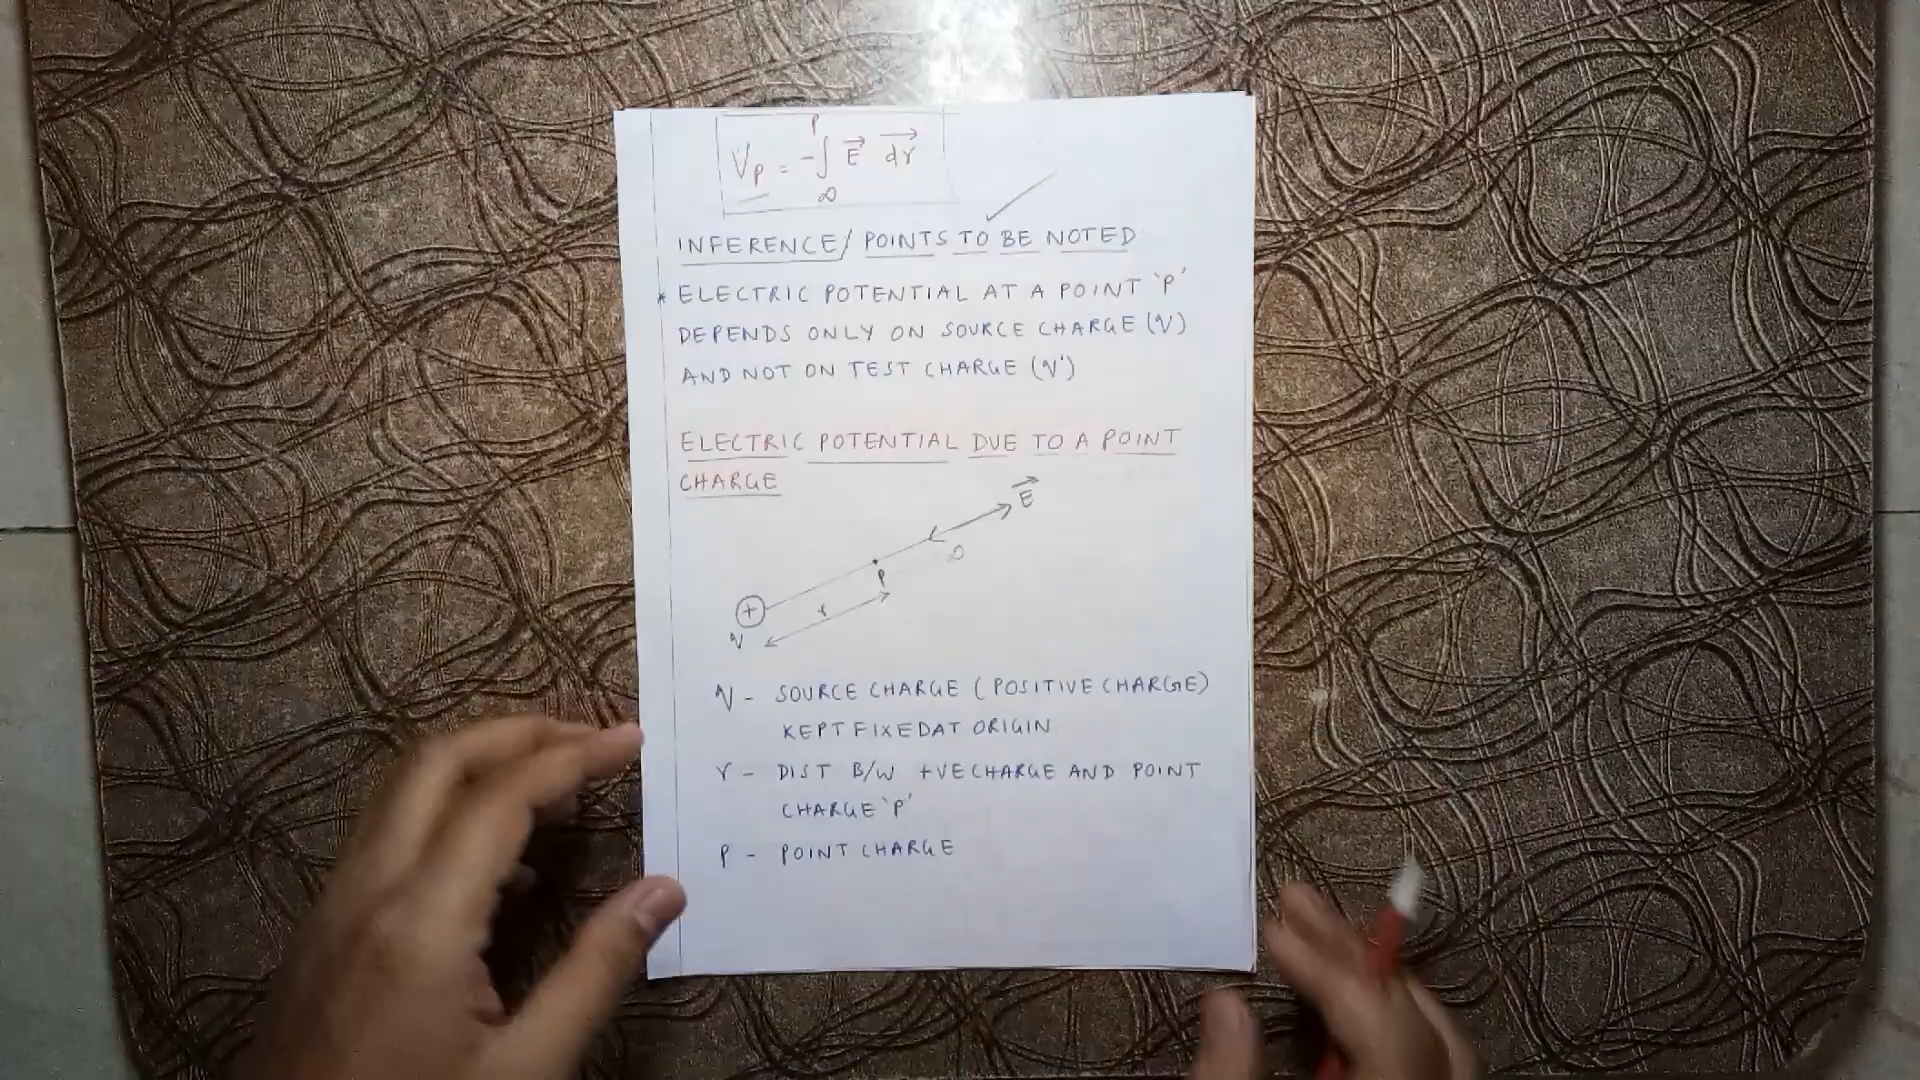 P
Vp = -∫ E⃗ dr⃗
∞
INFERENCE/ POINTS TO BE NOTED
* ELECTRIC POTENTIAL AT A POINT 'P'
DEPENDS ONLY ON SOURCE CHARGE (q)
AND NOT ON TEST CHARGE (q')
ELECTRIC POTENTIAL DUE TO A POINT
CHARGE
E⃗
P
r
+
q
q - SOURCE CHARGE (POSITIVE CHARGE)
KEPT FIXED AT ORIGIN
r - DIST B/W +VE CHARGE AND POINT
CHARGE 'P'
P - POINT CHARGE